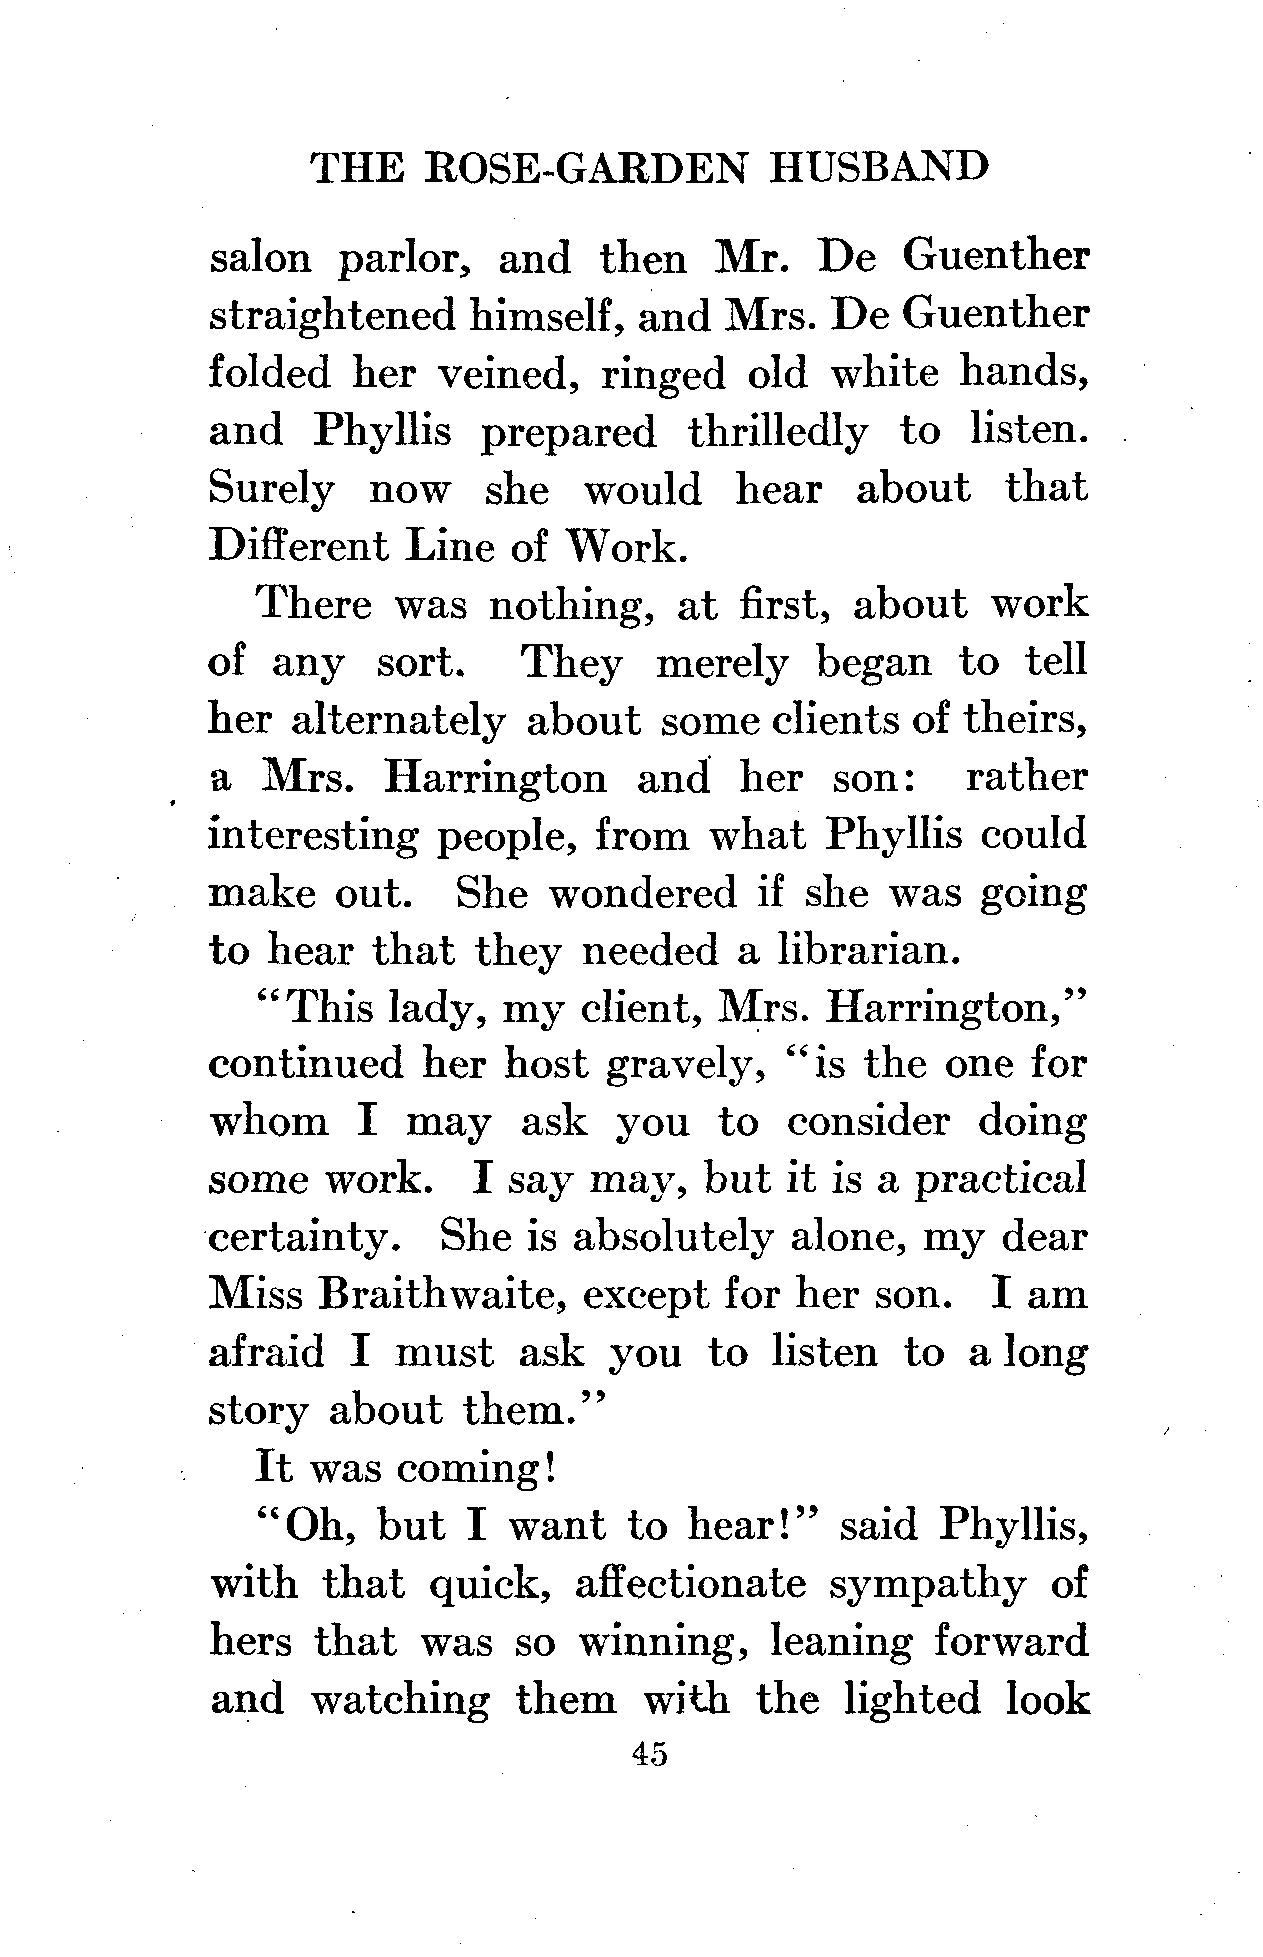 THE ROSE-GARDEN HUSBAND
salon parlor, and then Mr. De Guenther
straightened himself, and Mrs. De Guenther
folded her veined, ringed old white hands,
and Phyllis prepared thrilledly to listen.
Surely now she would hear about that
Different Line of Work.
There was nothing, at first, about work
of any sort. They merely began to tell
her alternately about some clients of theirs,
a Mrs. Harrington and her son: rather
interesting people, from what Phyllis could
make out. She wondered if she was going
to hear that they needed a librarian.
“This lady, my client, Mrs. Harrington,”
continued her host gravely, “is the one for
whom I may ask you to consider doing
some work. I say may, but it is a practical
certainty. She is absolutely alone, my dear
Miss Braithwaite, except for her son. I am
afraid I must ask you to listen to a long
story about them.”
It was coming!
“Oh, but I want to hear!” said Phyllis,
with that quick, affectionate sympathy of
hers that was so winning, leaning forward
and watching them with the lighted look
45